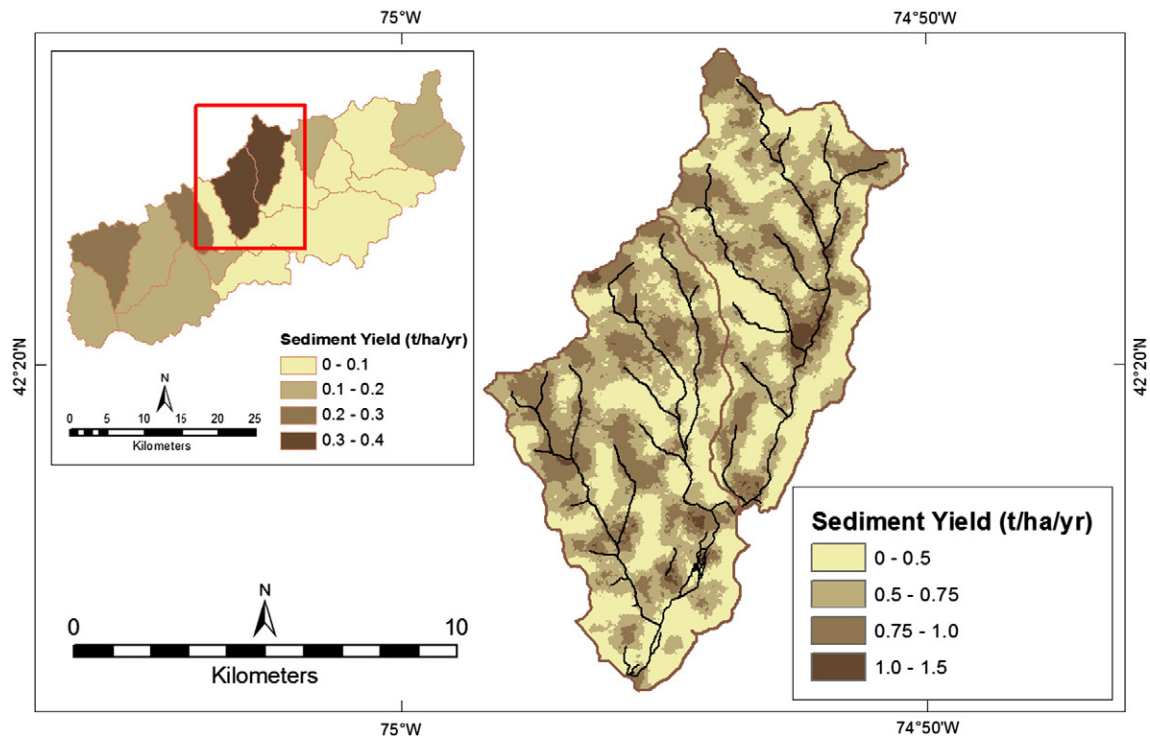 75°W
74°50'W
42°20'N
Sediment Yield (t/ha/yr)
0 - 0.1
0.1 - 0.2
0.2 - 0.3
0.3 - 0.4
N
0 5 10 15 20 25
Kilometers
42°20'N
Sediment Yield (t/ha/yr)
0 - 0.5
0.5 - 0.75
0.75 - 1.0
1.0 - 1.5
N
0 10
Kilometers
75°W
74°50'W